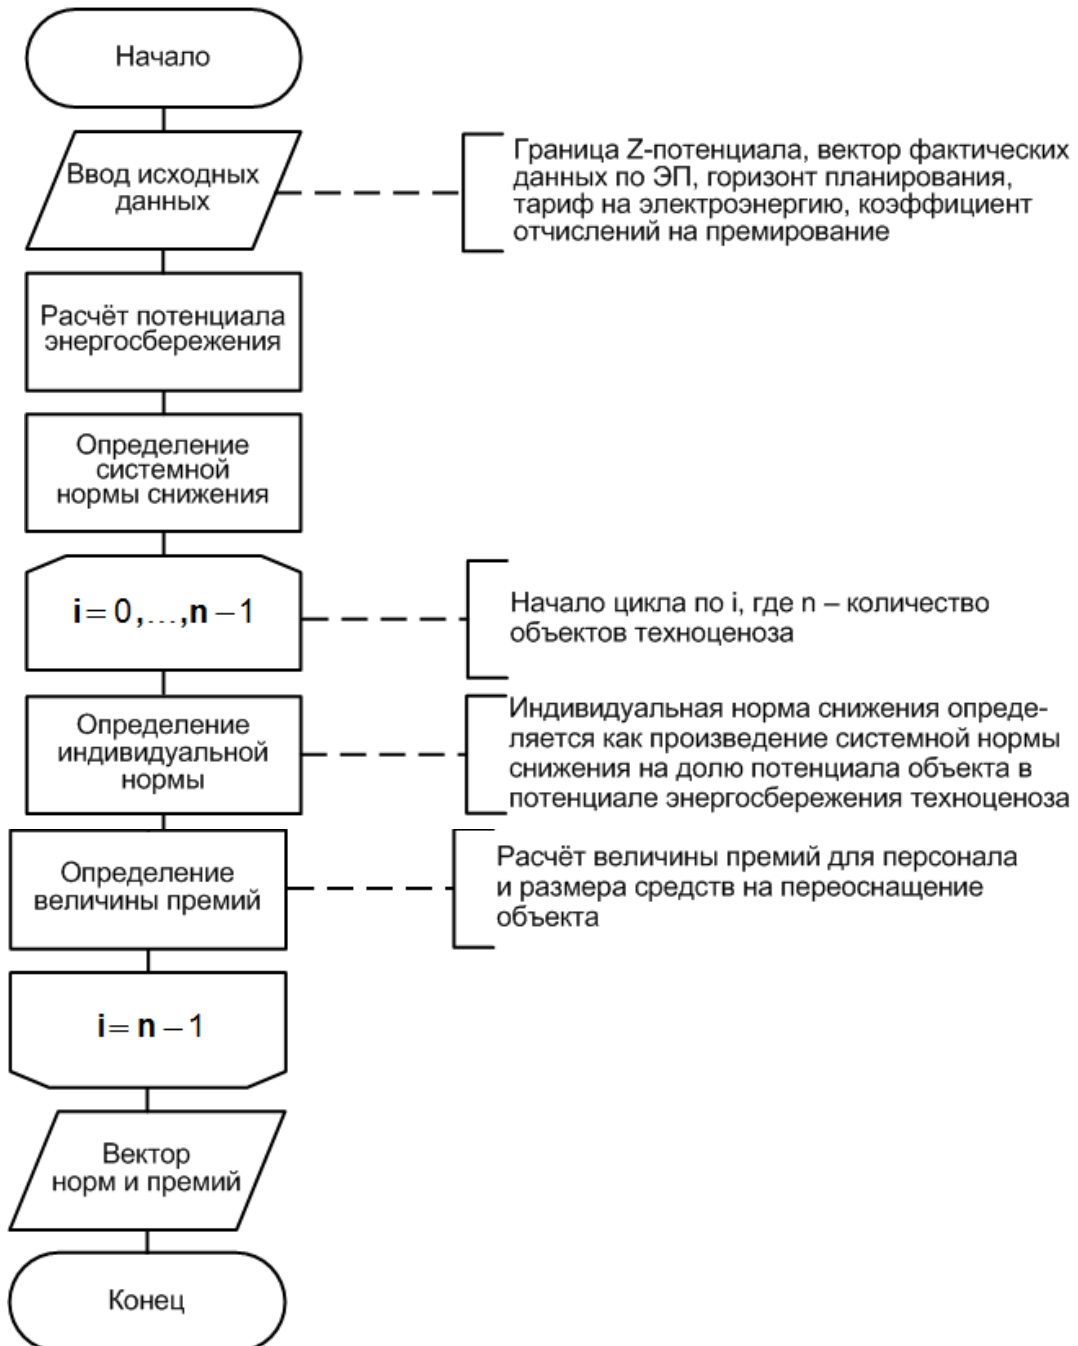 Начало
Ввод исходных
данных
Граница Z-потенциала, вектор фактических
данных по ЭП, горизонт планирования,
тариф на электроэнергию, коэффициент
отчислений на премирование
Расчёт потенциала
энергосбережения
Определение
системной
нормы снижения
i = 0,...,n – 1
Начало цикла по i, где n – количество
объектов техноценоза
Определение
индивидуальной
нормы
Индивидуальная норма снижения опреде-
ляется как произведение системной нормы
снижения на долю потенциала объекта в
потенциале энергосбережения техноценоза
Определение
величины премий
Расчёт величины премий для персонала
и размера средств на переоснащение
объекта
i = n – 1
Вектор
норм и премий
Конец